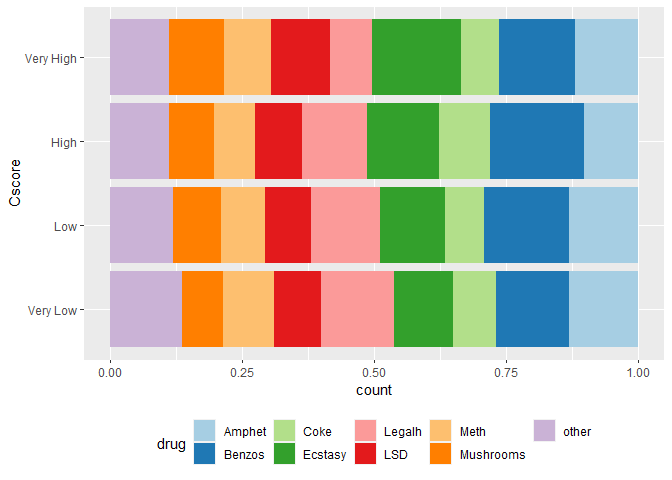 Cscore
Very High
High
Low
Very Low
0.00 0.25 0.50 0.75 1.00
count
drug
Amphet Coke Legalh Meth other
Benzos Ecstasy LSD Mushrooms